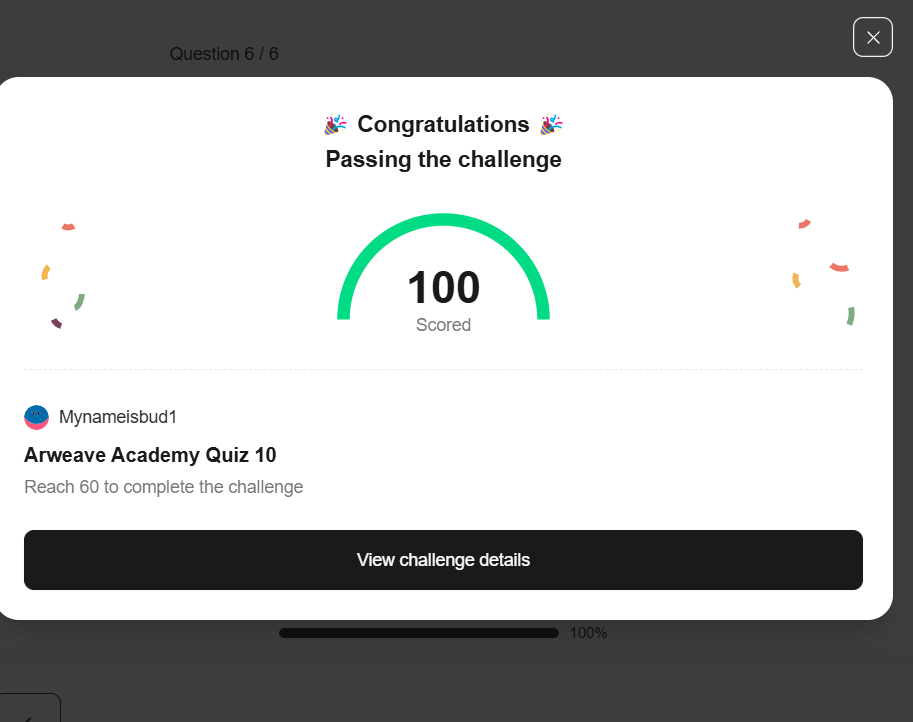 Question 6 / 6
🎉 Congratulations 🎉
Passing the challenge
100
Scored
Mynameisbud1
Arweave Academy Quiz 10
Reach 60 to complete the challenge
View challenge details
100%